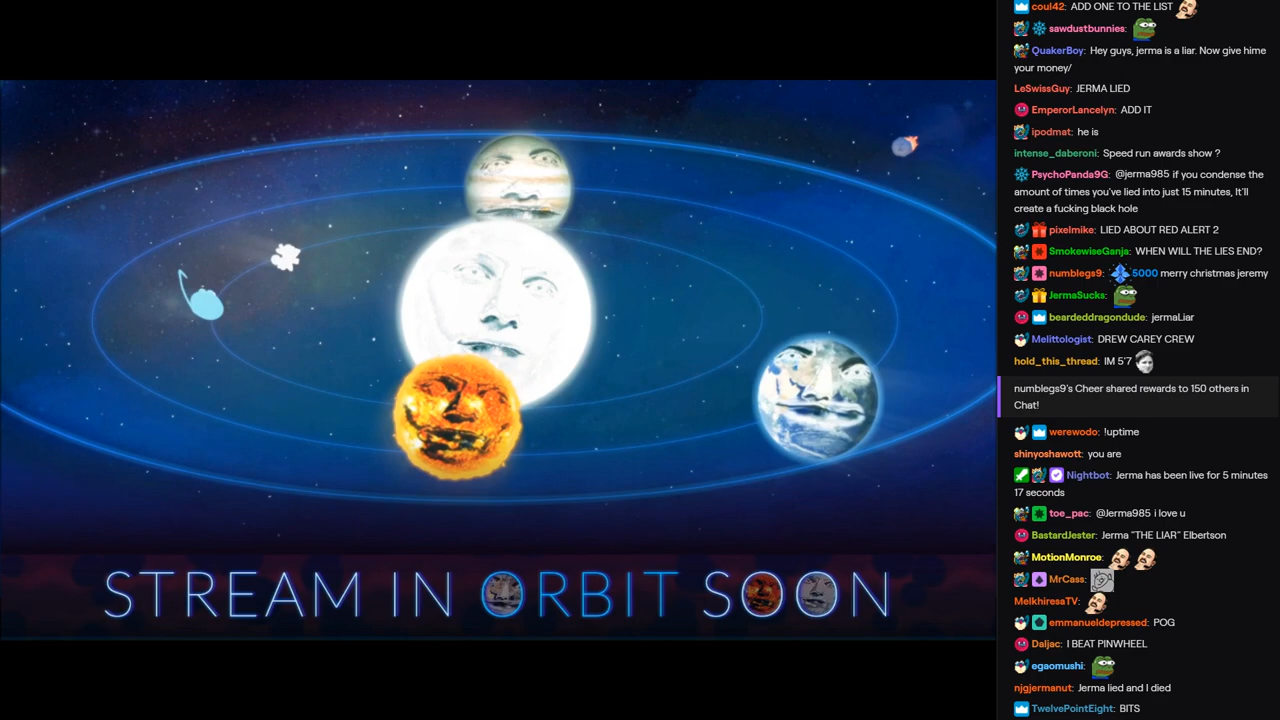 STREAM IN ORBIT SOON
coul42: ADD ONE TO THE LIST
sawdustbunnies:
QuakerBoy: Hey guys, jerma is a liar. Now give hime
your money/
LeSwissGuy: JERMA LIED
EmperorLancelyn: ADD IT
ipodmat: he is
intense_daberoni: Speed run awards show ?
PsychoPanda9G: @jerma985 if you condense the
amount of times you've lied into just 15 minutes, It'll
create a fucking black hole
pixelmike: LIED ABOUT RED ALERT 2
SmokewiseGanja: WHEN WILL THE LIES END?
numblegs9: 5000 merry christmas jeremy
JermaSucks:
beardeddragondude: jermaLiar
Melittologist: DREW CAREY CREW
hold_this_thread: IM 5'7
numblegs9's Cheer shared rewards to 150 others in
Chat!
werewodo: !uptime
shinyoshawott: you are
Nightbot: Jerma has been live for 5 minutes
17 seconds
toe_pac: @Jerma985 i love u
BastardJester: Jerma "THE LIAR" Elbertson
MotionMonroe:
MrCass:
MelkhiresaTV:
emmanueldepressed: POG
Daljac: I BEAT PINWHEEL
egaomushi:
njgjermanut: Jerma lied and I died
TwelvePointEight: BITS